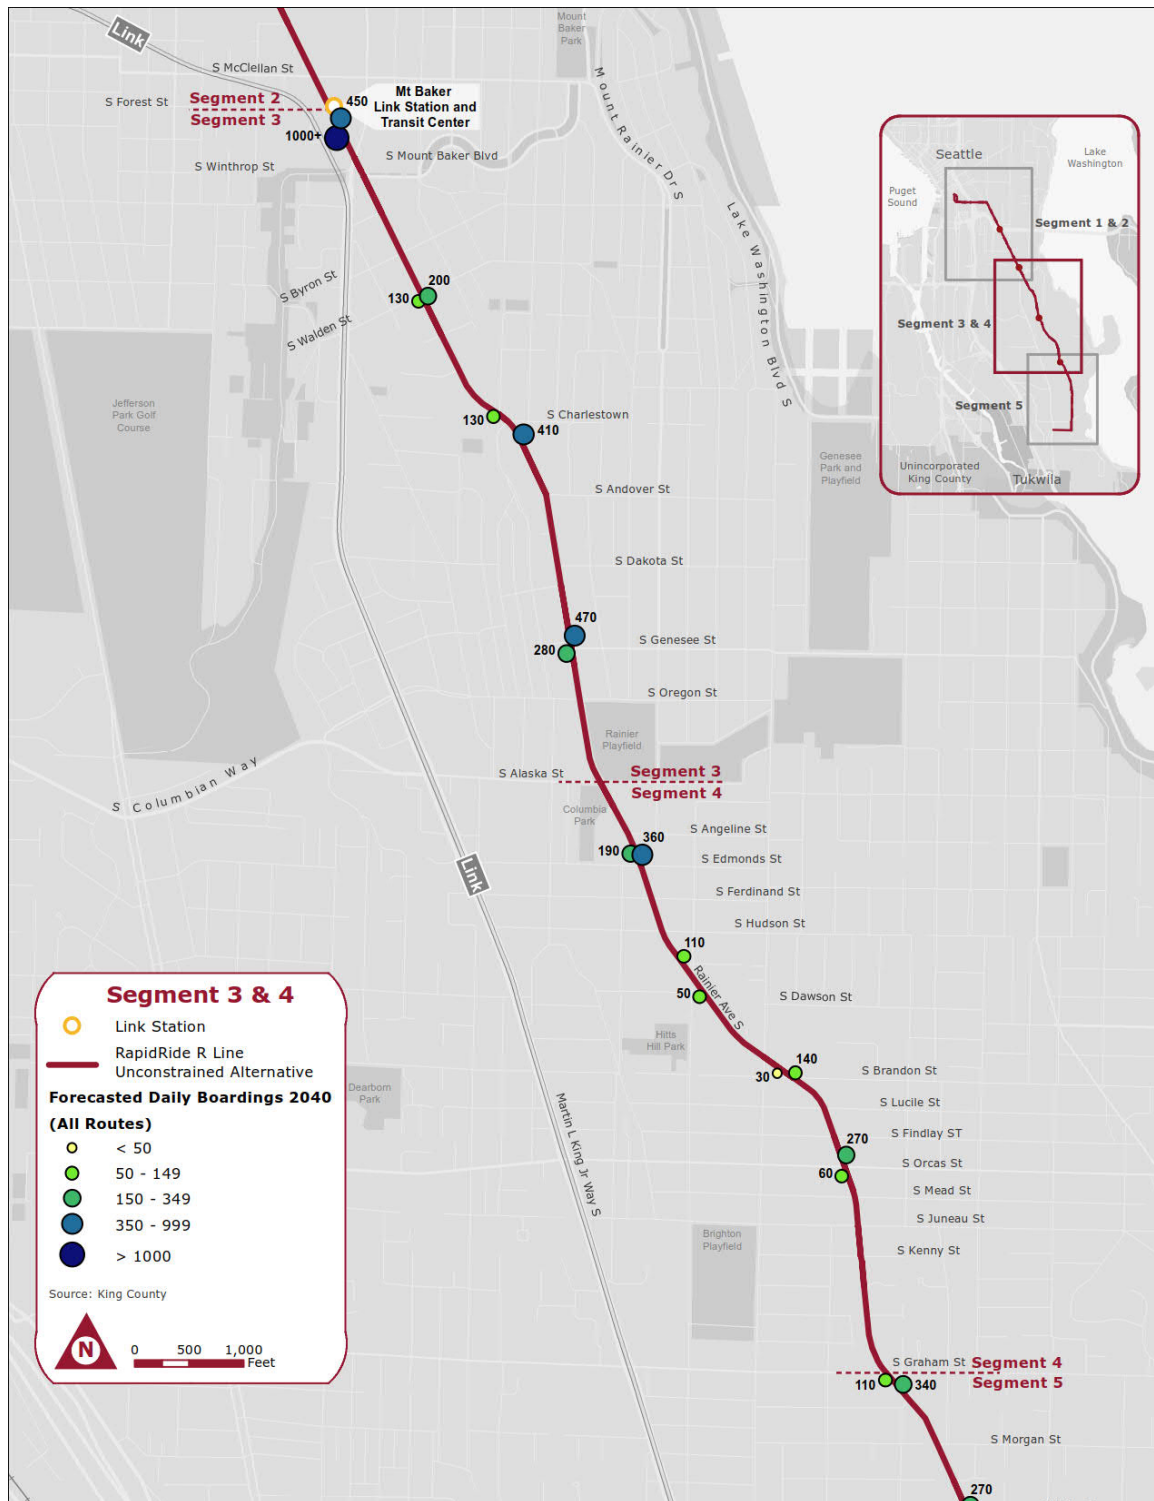 Link
Mount
Baker
Park
S McClellan St
S Forest St
Segment 2
Segment 3
450
1000+
Mt Baker
Link Station and
Transit Center
S Winthrop St
S Mount Baker Blvd
Mount Rainier Dr S
Lake Washington Blvd S
Seattle
Lake
Washington
Puget
Sound
Segment 1 & 2
Segment 3 & 4
Segment 5
Unincorporated
King County
Tukwila
S Byron St
S Walden St
200
130
Jefferson
Park Golf
Course
130
S Charlestown
410
Genesee
Park and
Playfield
S Andover St
S Dakota St
470
280
S Genesee St
S Oregon St
Rainier
Playfield
S Columbian Way
S Alaska St
Segment 3
Segment 4
Columbia
Park
S Angeline St
190
360
S Edmonds St
Link
S Ferdinand St
S Hudson St
110
50
Rainier Ave S
S Dawson St
Hitts
Hill Park
30
140
S Brandon St
Dearborn
Park
S Lucile St
Martin L King Jr Way S
S Findlay ST
270
S Orcas St
60
S Mead St
S Juneau St
Brighton
Playfield
S Kenny St
S Graham St
Segment 4
Segment 5
110
340
S Morgan St
270
Segment 3 & 4
Link Station
RapidRide R Line
Unconstrained Alternative
Forecasted Daily Boardings 2040
(All Routes)
< 50
50 - 149
150 - 349
350 - 999
> 1000
Source: King County
N
0 500 1,000
Feet